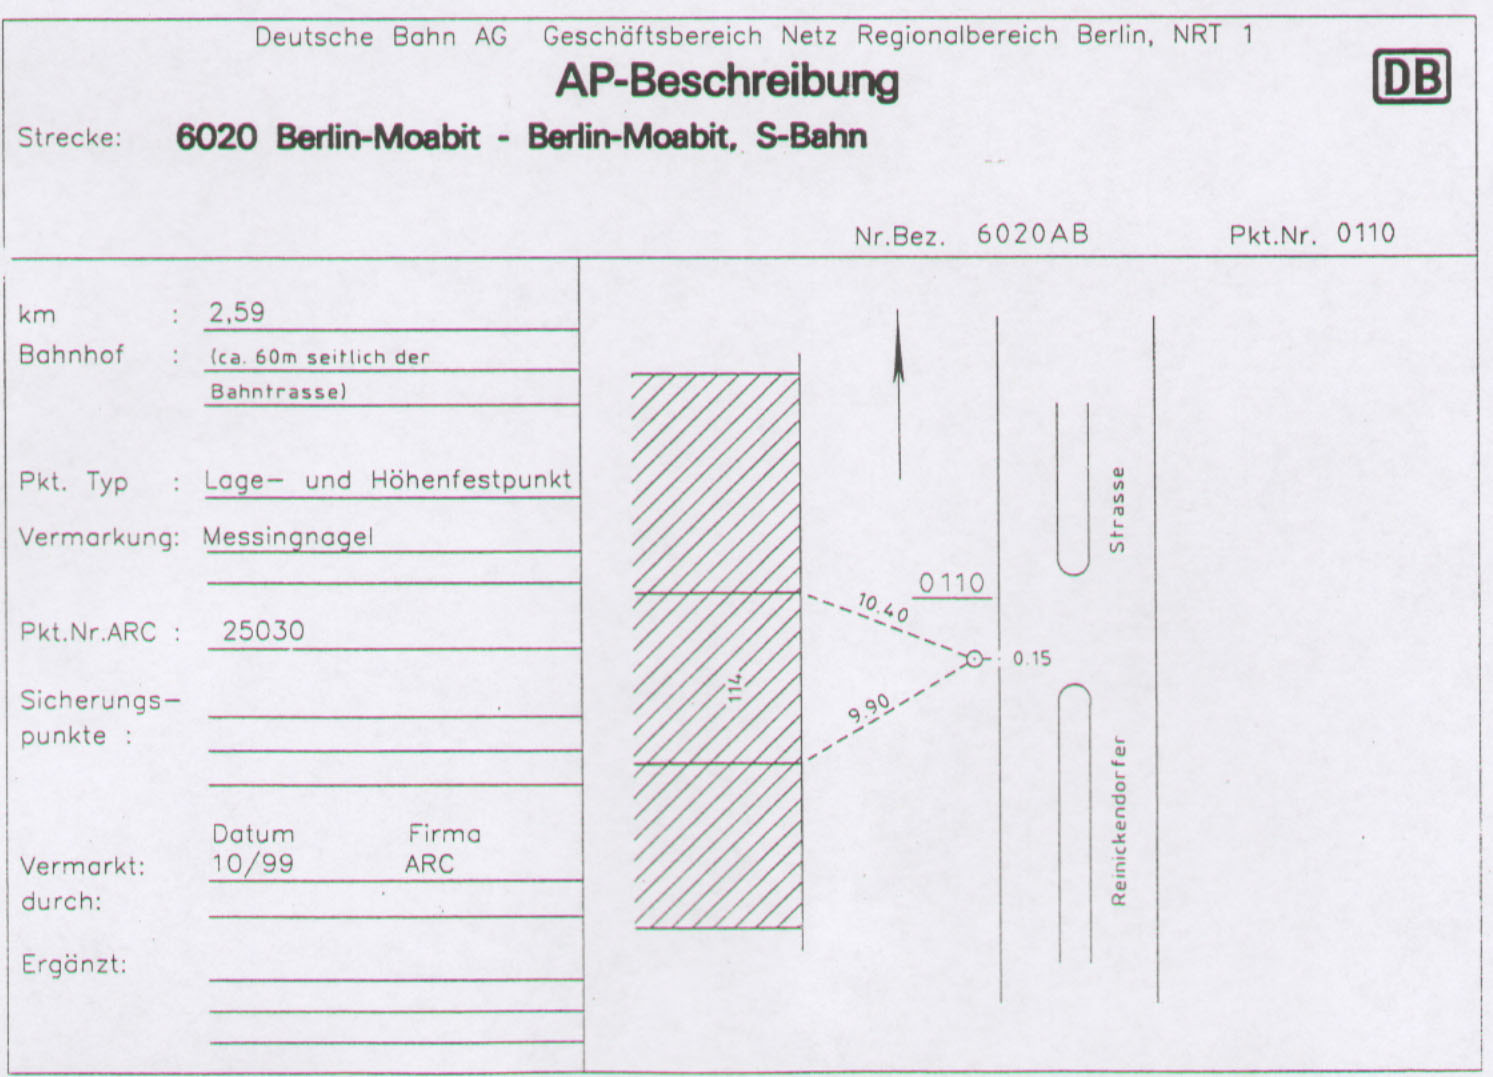 Deutsche Bahn AG Geschäftsbereich Netz Regionalbereich Berlin, NRT 1
AP-Beschreibung
DB
Strecke: 6020 Berlin-Moabit - Berlin-Moabit, S-Bahn
Nr.Bez. 6020AB Pkt.Nr. 0110
km : 2,59
Bahnhof : (ca. 60m seitlich der
Bahntrasse)
Pkt. Typ : Lage- und Höhenfestpunkt
Vermarkung: Messingnagel
Pkt.Nr.ARC : 25030
Sicherungs-
punkte :
Datum Firma
Vermarkt: 10/99 ARC
durch:
Ergänzt:
0110
10.40
0.15
9.90
114
Reinickendorfer Strasse